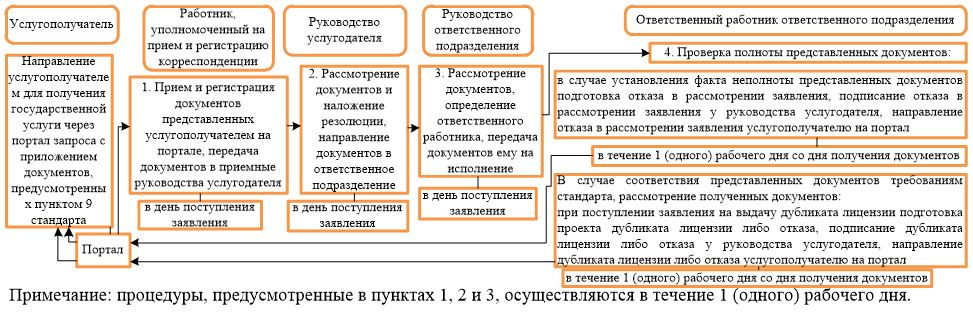 Услугополучатель
Направление
услугополучателе
м для получения
государственной
услуги через
портал запроса с
приложением
документов,
предусмотренны
х пунктом 9
стандарта
Портал
Работник,
уполномоченный на
прием и регистрацию
корреспонденции
1. Прием и регистрация
документов
представленных
услугополучателем на
портале, передача
документов в приемные
руководства услугодателя
в день поступления
заявления
Руководство
услугодателя
2. Рассмотрение
документов и
наложение
резолюции,
направление
документов в
ответственное
подразделение
в день поступления
заявления
Руководство
ответственного
подразделения
3. Рассмотрение
документов,
определение
ответственного
работника, передача
документов ему на
исполнение
в день поступления
заявления
Ответственный работник ответственного подразделения
4. Проверка полноты представленных документов:
в случае установления факта неполноты представленных документов
подготовка отказа в рассмотрении заявления, подписание отказа в
рассмотрении заявления у руководства услугодателя, направление
отказа в рассмотрении заявления услугополучателю на портал
в течение 1 (одного) рабочего дня со дня получения документов
В случае соответствия представленных документов требованиям
стандарта, рассмотрение полученных документов:
при поступлении заявления на выдачу дубликата лицензии подготовка
проекта дубликата лицензии либо отказа, подписание дубликата
лицензии либо отказа у руководства услугодателя, направление
дубликата лицензии либо отказа услугополучателю на портал
в течение 1 (одного) рабочего дня со дня получения документов
Примечание: процедуры, предусмотренные в пунктах 1, 2 и 3, осуществляются в течение 1 (одного) рабочего дня.